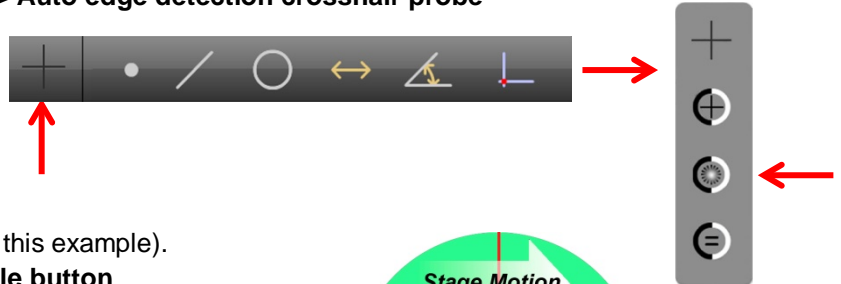 Auto edge detection crosshair probe
this example).
le button
Stage Motion